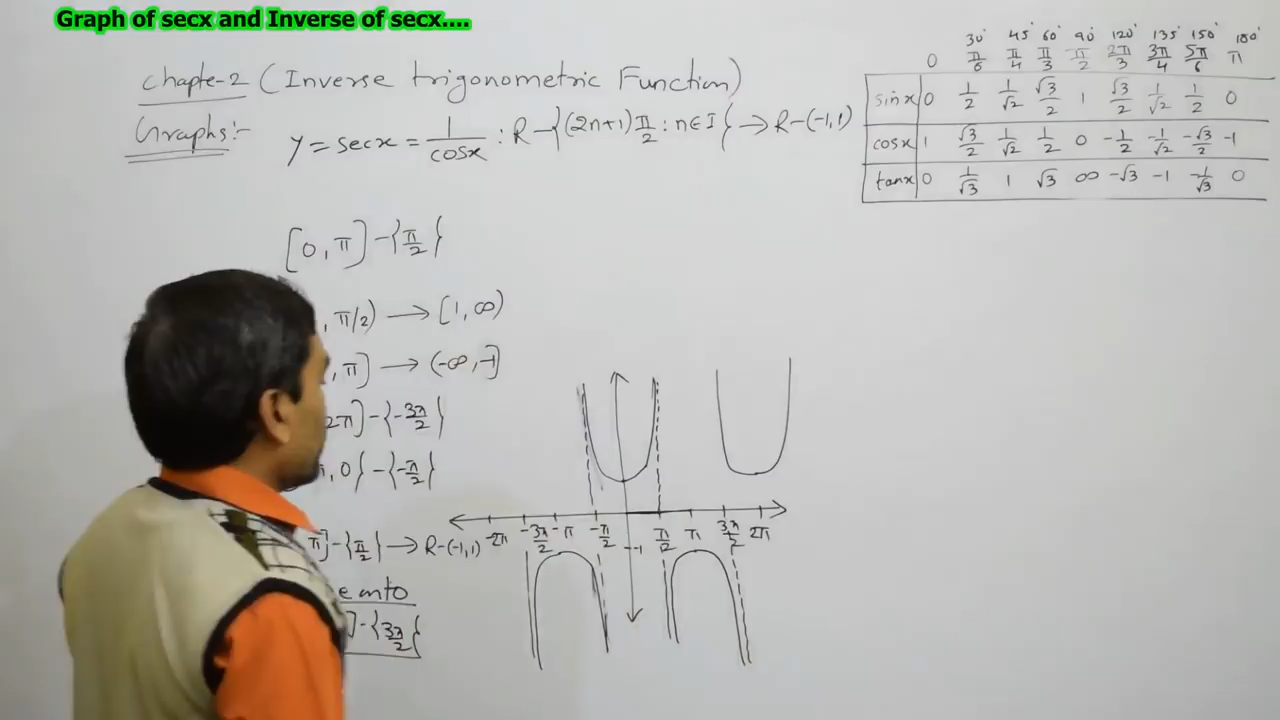 Graph of secx and Inverse of secx....
Chapte-2 (Inverse trigonometric Function)
Graphs:-
y = secx = 1/cosx : R-{(2n+1)π/2 : n∈I} → R-(-1,1)
30° 45° 60° 90° 120° 135° 150° 180°
0 π/6 π/4 π/3 π/2 2π/3 3π/4 5π/6 π
sinx 0 1/2 1/√2 √3/2 1 √3/2 1/√2 1/2 0
cosx 1 √3/2 1/√2 1/2 0 -1/2 -1/√2 -√3/2 -1
tanx 0 1/√3 1 √3 ∞ -√3 -1 -1/√3 0
[0, π]-{π/2}
, π/2) → [1, ∞)
, π] → (-∞, -1]
2π]-{-3π/2}
, 0}-{-π/2}
π]-{π/2} → R-(-1,1)
onto
]-{3π/2}
-2π -3π/2 -π -π/2 π/2 π 3π/2 2π
-1